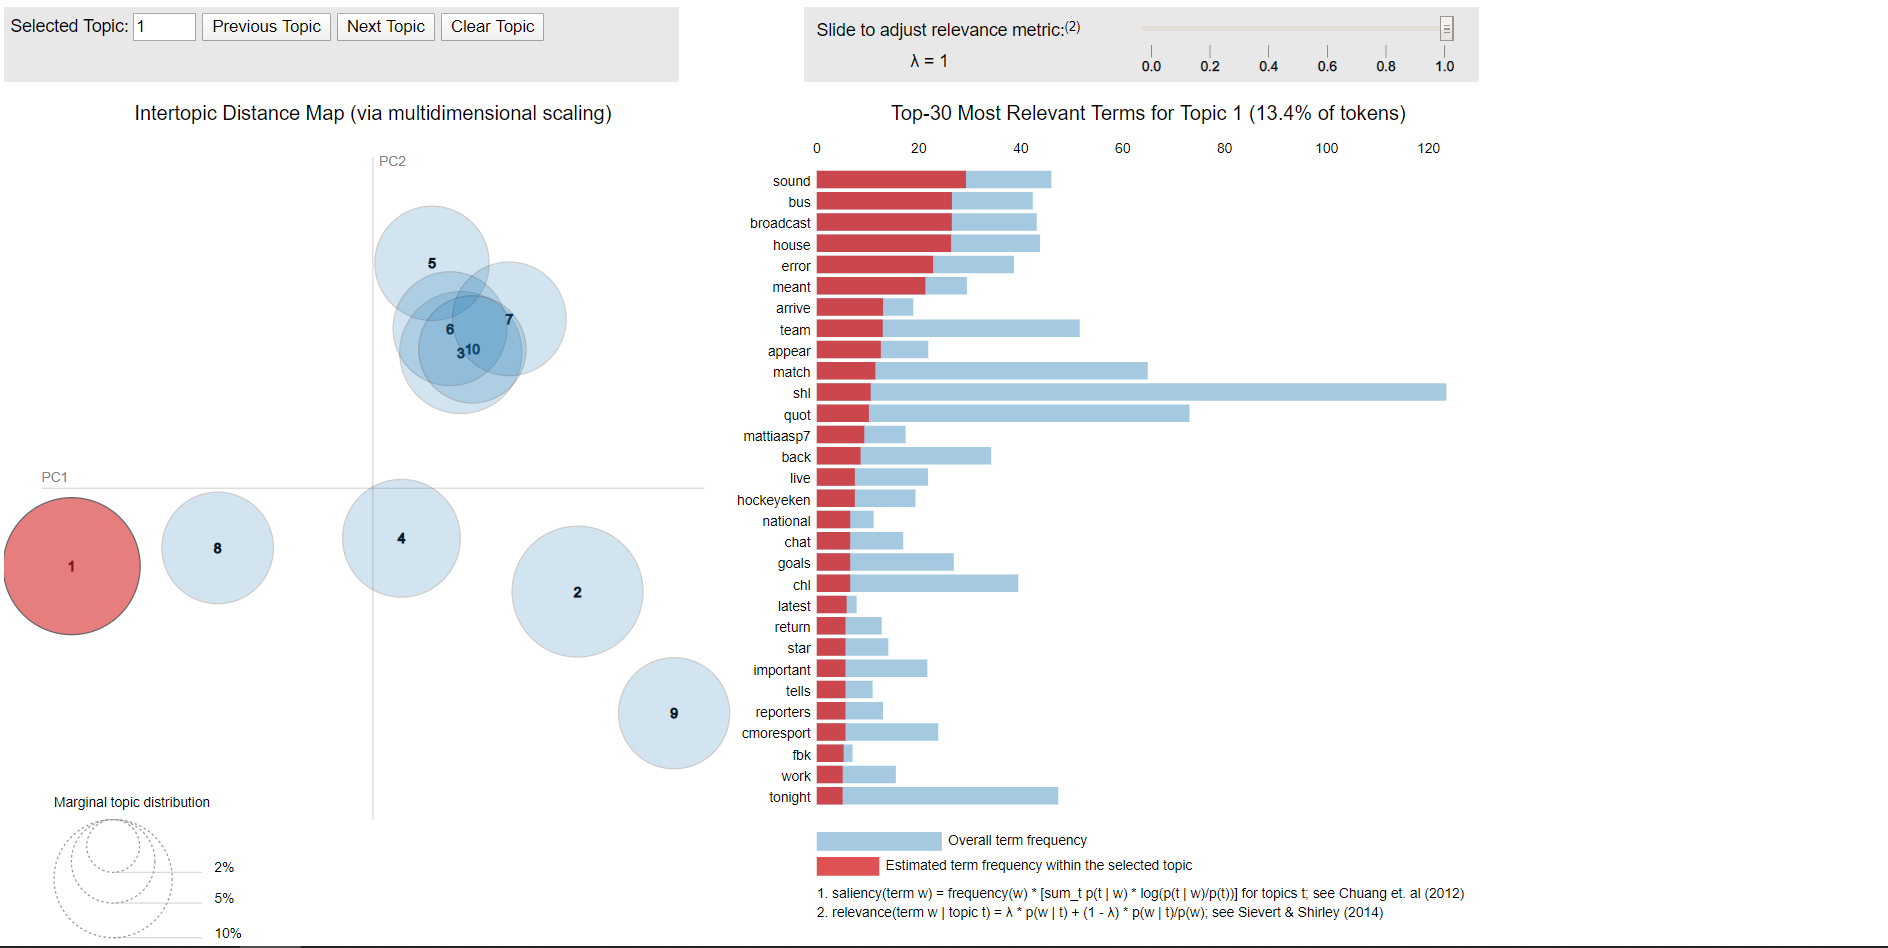 Selected Topic: 1 Previous Topic Next Topic Clear Topic
Slide to adjust relevance metric:(2)
λ = 1
0.0 0.2 0.4 0.6 0.8 1.0
Intertopic Distance Map (via multidimensional scaling)
PC2
PC1
5
6
7
3
10
1
8
4
2
9
Marginal topic distribution
2%
5%
10%
Top-30 Most Relevant Terms for Topic 1 (13.4% of tokens)
0 20 40 60 80 100 120
sound
bus
broadcast
house
error
meant
arrive
team
appear
match
shl
quot
mattiaasp7
back
live
hockeyeken
national
chat
goals
chl
latest
return
star
important
tells
reporters
cmoresport
fbk
work
tonight
Overall term frequency
Estimated term frequency within the selected topic
1. saliency(term w) = frequency(w) * [sum_t p(t | w) * log(p(t | w)/p(t))] for topics t; see Chuang et. al (2012)
2. relevance(term w | topic t) = λ * p(w | t) + (1 - λ) * p(w | t)/p(w); see Sievert & Shirley (2014)